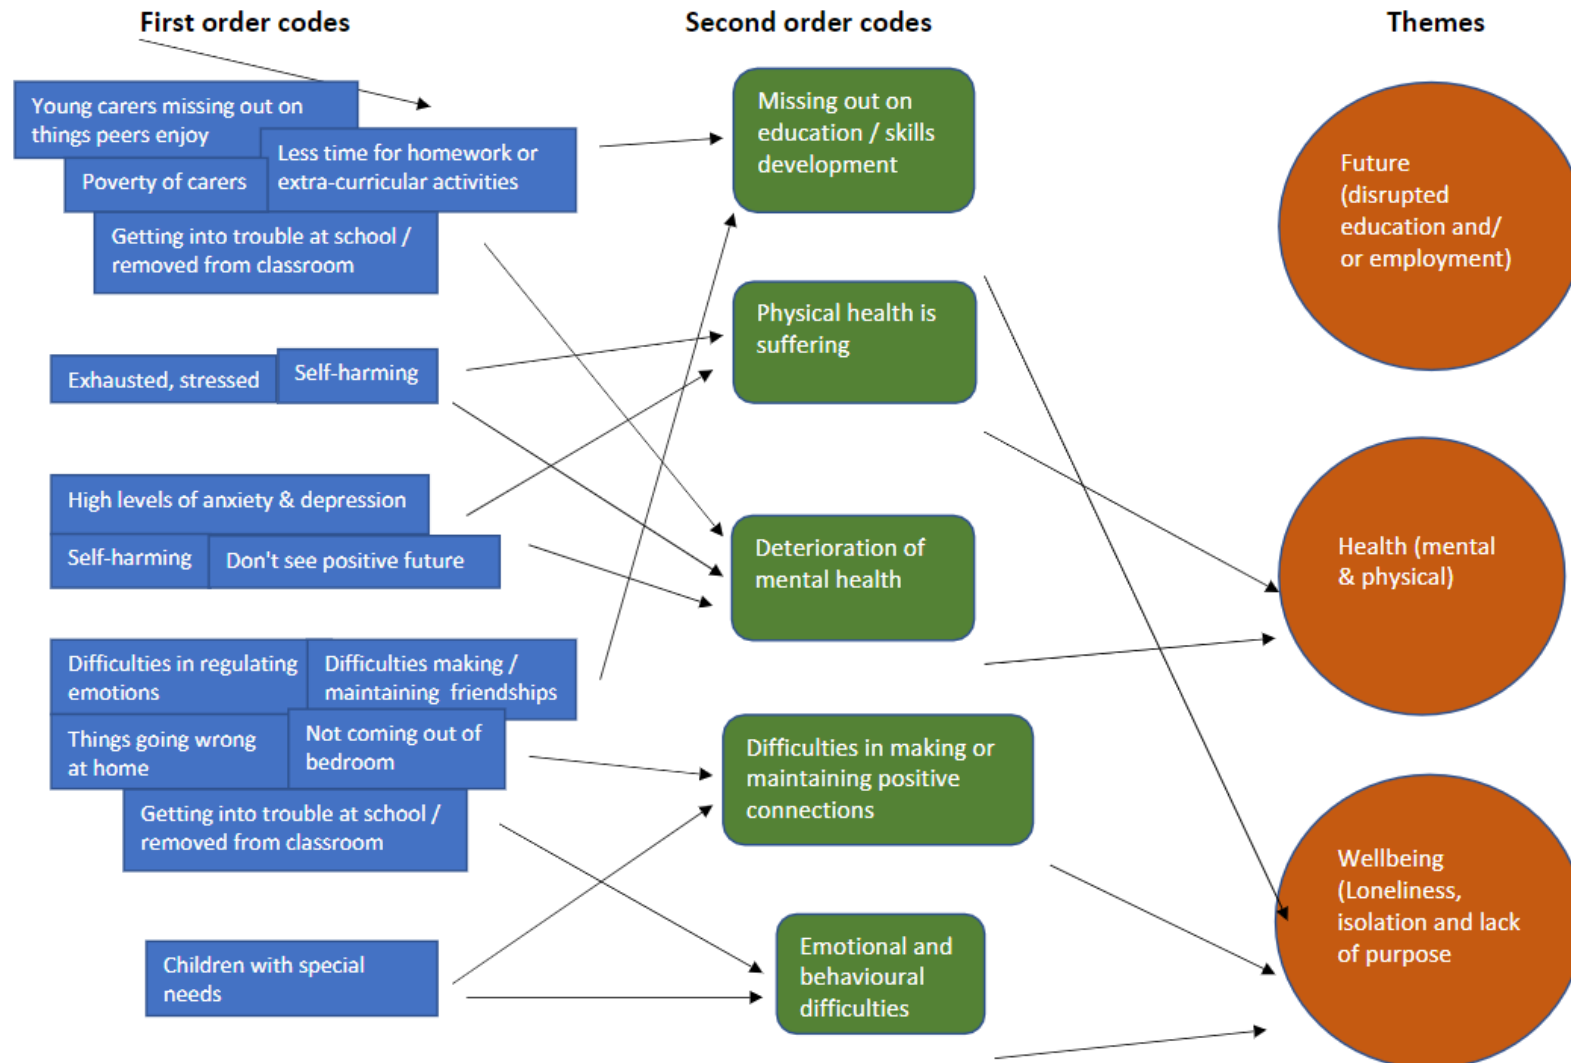 First order codes
Second order codes
Themes
Young carers missing out on
things peers enjoy
Less time for homework or
extra-curricular activities
Poverty of carers
Getting into trouble at school /
removed from classroom
Exhausted, stressed
Self-harming
High levels of anxiety & depression
Self-harming
Don't see positive future
Difficulties in regulating
emotions
Difficulties making /
maintaining friendships
Things going wrong
at home
Not coming out of
bedroom
Getting into trouble at school /
removed from classroom
Children with special
needs
Missing out on
education / skills
development
Physical health is
suffering
Deterioration of
mental health
Difficulties in making or
maintaining positive
connections
Emotional and
behavioural
difficulties
Future
(disrupted
education and/
or employment)
Health (mental
& physical)
Wellbeing
(Loneliness,
isolation and lack
of purpose